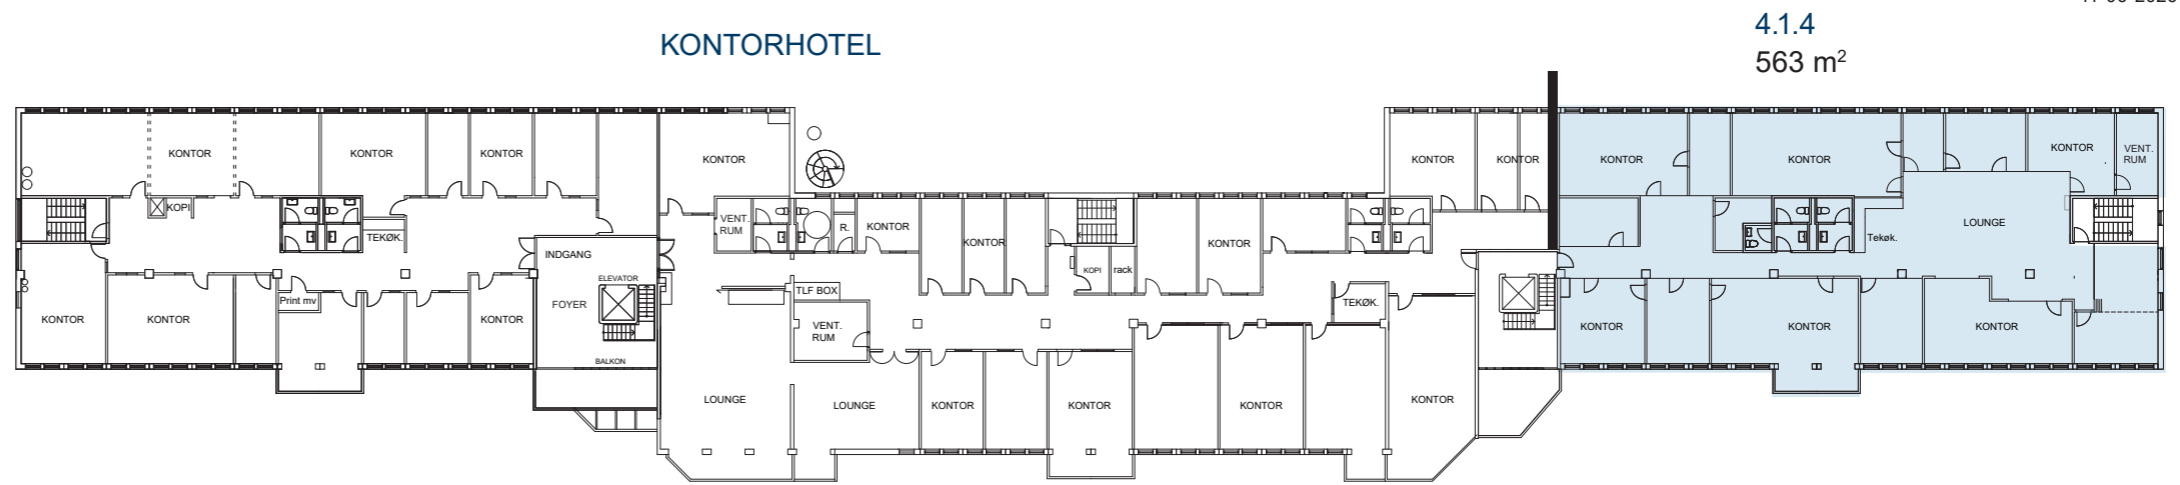 4.1.4
KONTORHOTEL
563 m²
KONTOR
KONTOR
KONTOR
KONTOR
KONTOR
KONTOR
KONTOR
KONTOR
KONTOR
VENT.
RUM
KOPI
TEKØK.
VENT.
RUM
R.
KONTOR
KONTOR
KONTOR
LOUNGE
Tekøk.
INDGANG
ELEVATOR
FOYER
Print mv
KOPI
rack
TLF BOX
TEKØK.
KONTOR
KONTOR
KONTOR
VENT.
RUM
KONTOR
KONTOR
KONTOR
BALKON
LOUNGE
LOUNGE
KONTOR
KONTOR
KONTOR
KONTOR